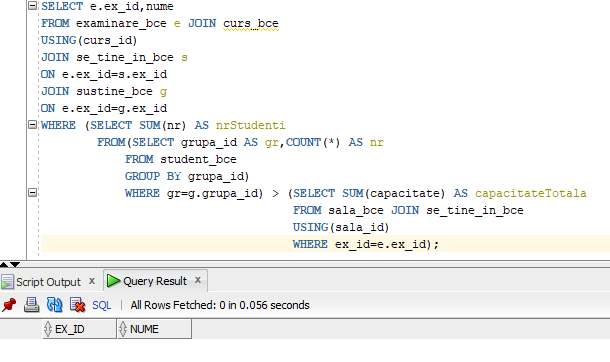 SELECT e.ex_id,nume
FROM examinare_bce e JOIN curs_bce
USING(curs_id)
JOIN se_tine_in_bce s
ON e.ex_id=s.ex_id
JOIN sustine_bce g
ON e.ex_id=g.ex_id
WHERE (SELECT SUM(nr) AS nrStudenti
FROM(SELECT grupa_id AS gr,COUNT(*) AS nr
FROM student_bce
GROUP BY grupa_id)
WHERE gr=g.grupa_id) > (SELECT SUM(capacitate) AS capacitateTotala
FROM sala_bce JOIN se_tine_in_bce
USING(sala_id)
WHERE ex_id=e.ex_id);
Script Output x Query Result x
SQL | All Rows Fetched: 0 in 0.056 seconds
EX_ID NUME